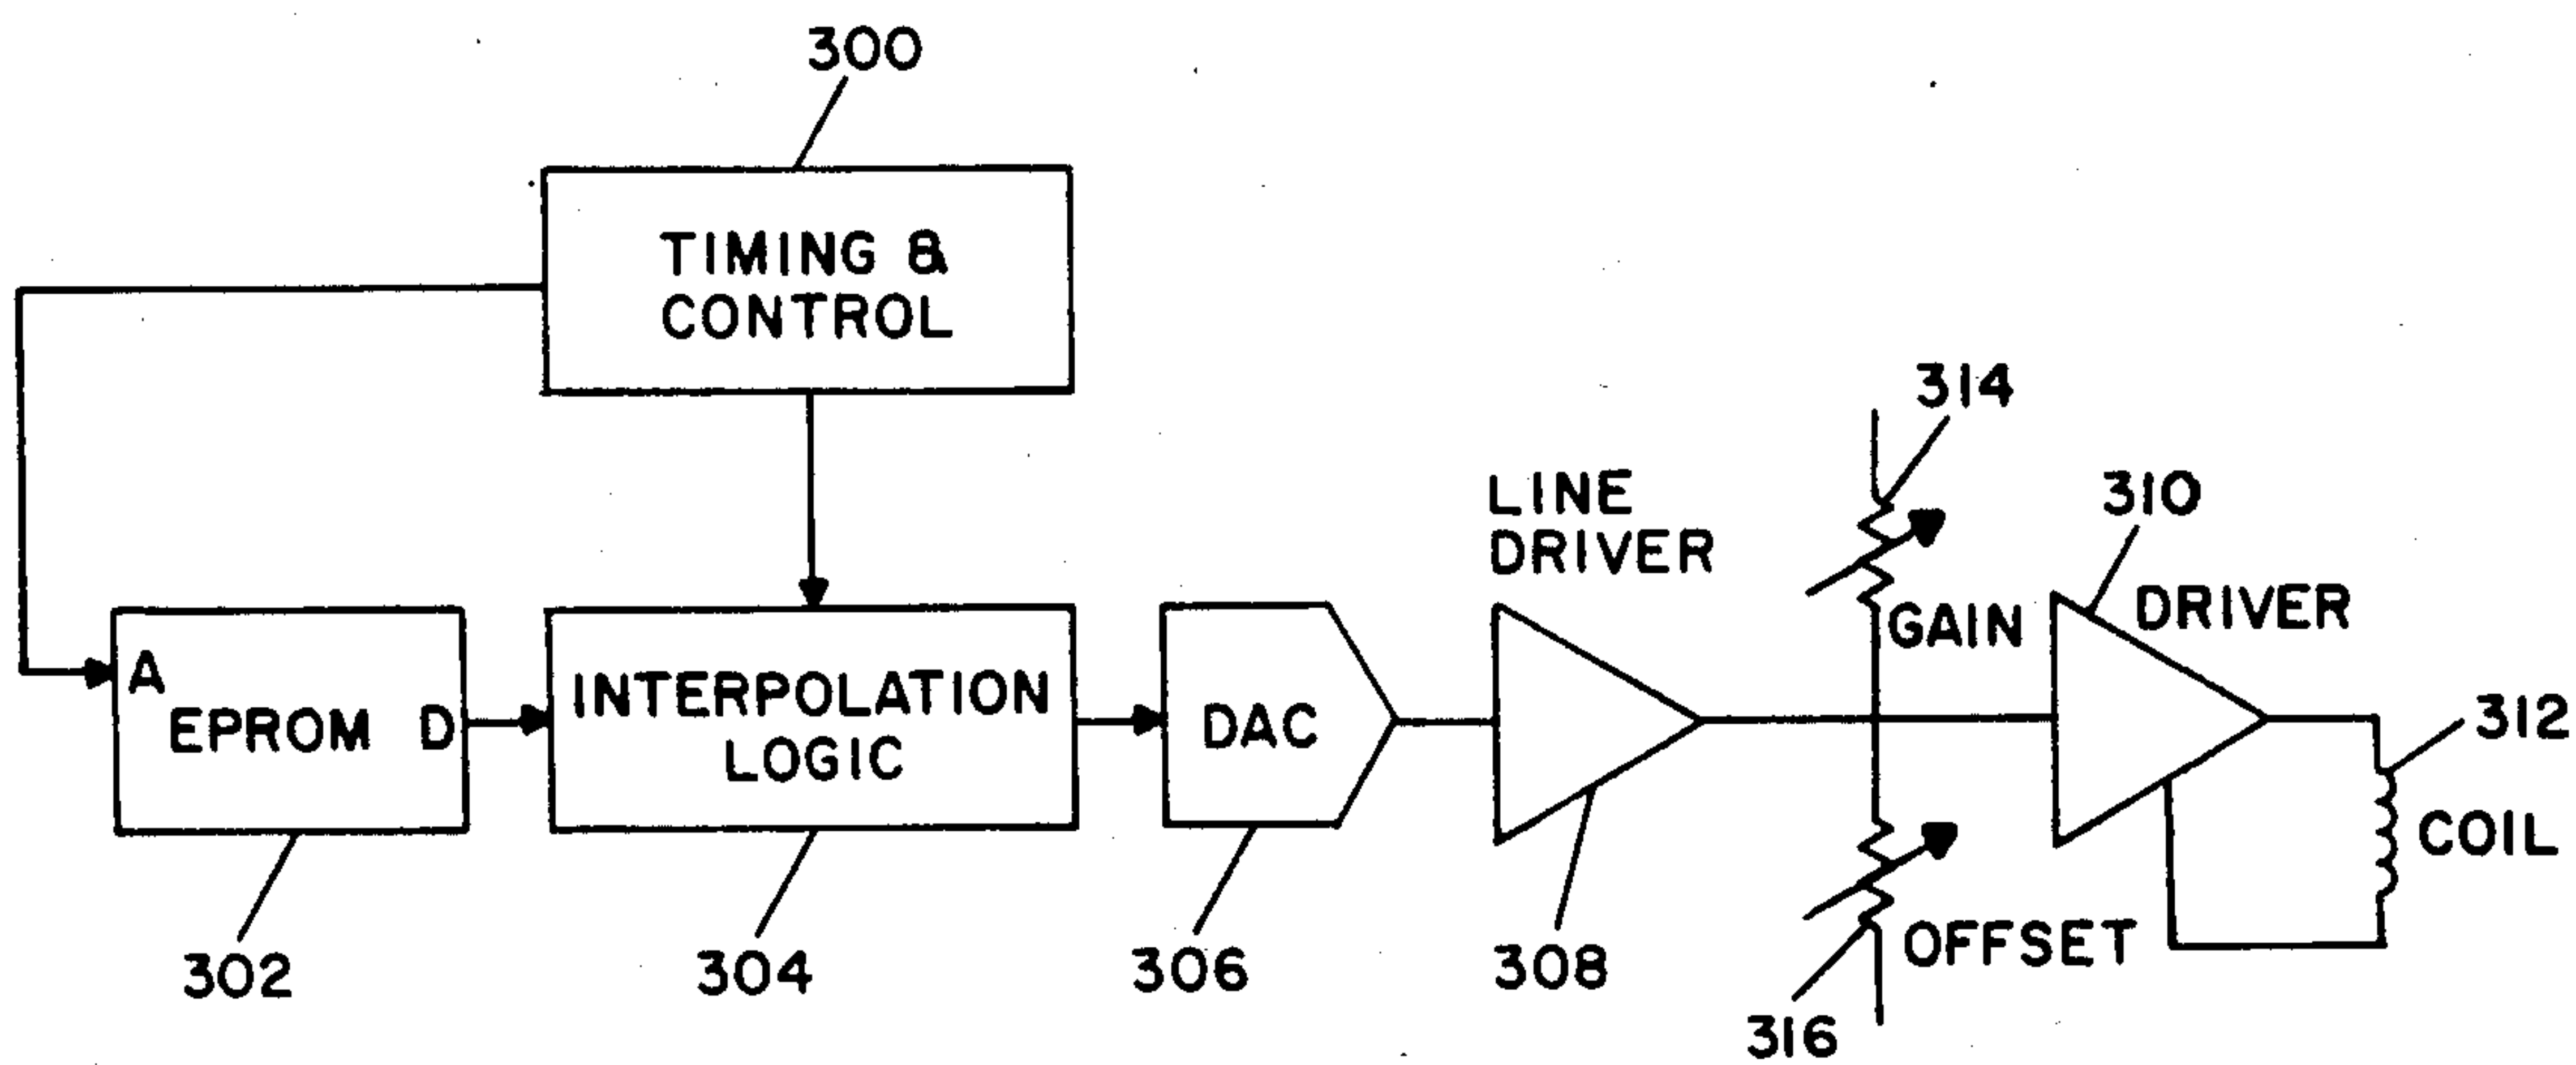 300
TIMING &
CONTROL
314
LINE
DRIVER
310
DRIVER
GAIN
A
EPROM D
INTERPOLATION
LOGIC
DAC
312
COIL
OFFSET
302
304
306
308
316